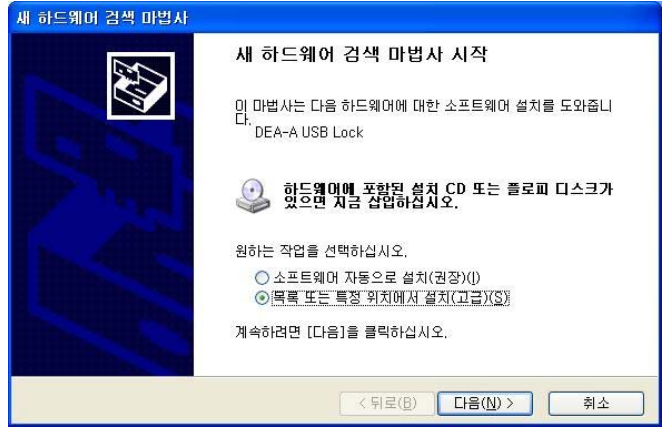 새 하드웨어 검색 마법사
새 하드웨어 검색 마법사 시작
이 마법사는 다음 하드웨어에 대한 소프트웨어 설치를 도와줍니
다.
DEA-A USB Lock
하드웨어에 포함된 설치 CD 또는 플로피 디스크가
있으면 지금 삽입하십시오.
원하는 작업을 선택하십시오.
소프트웨어 자동으로 설치(권장)(I)
목록 또는 특정 위치에서 설치(고급)(S)
계속하려면 [다음]을 클릭하십시오.
< 뒤로(B) 다음(N) > 취소